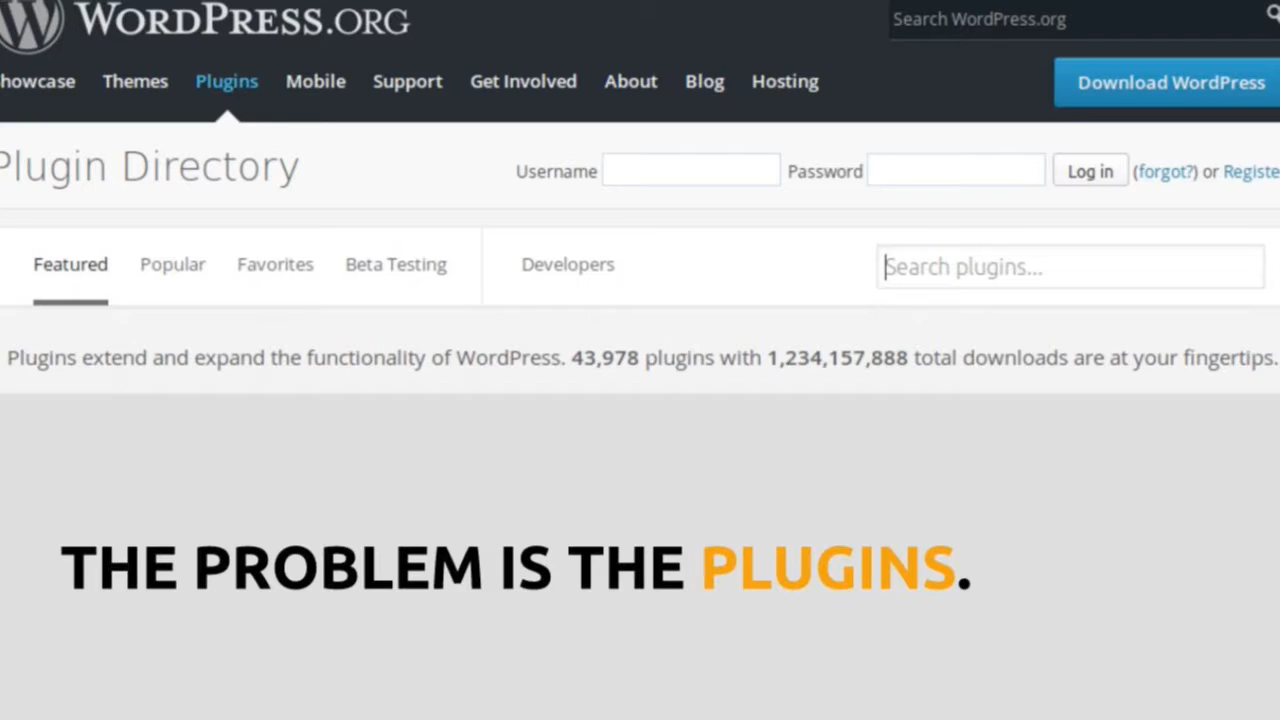 WORDPRESS.ORG
Search WordPress.org
howcase Themes Plugins Mobile Support Get Involved About Blog Hosting
Download WordPress
Plugin Directory
Username Password Log in (forgot?) or Registe
Featured Popular Favorites Beta Testing Developers
Search plugins...
Plugins extend and expand the functionality of WordPress. 43,978 plugins with 1,234,157,888 total downloads are at your fingertips.
THE PROBLEM IS THE PLUGINS.